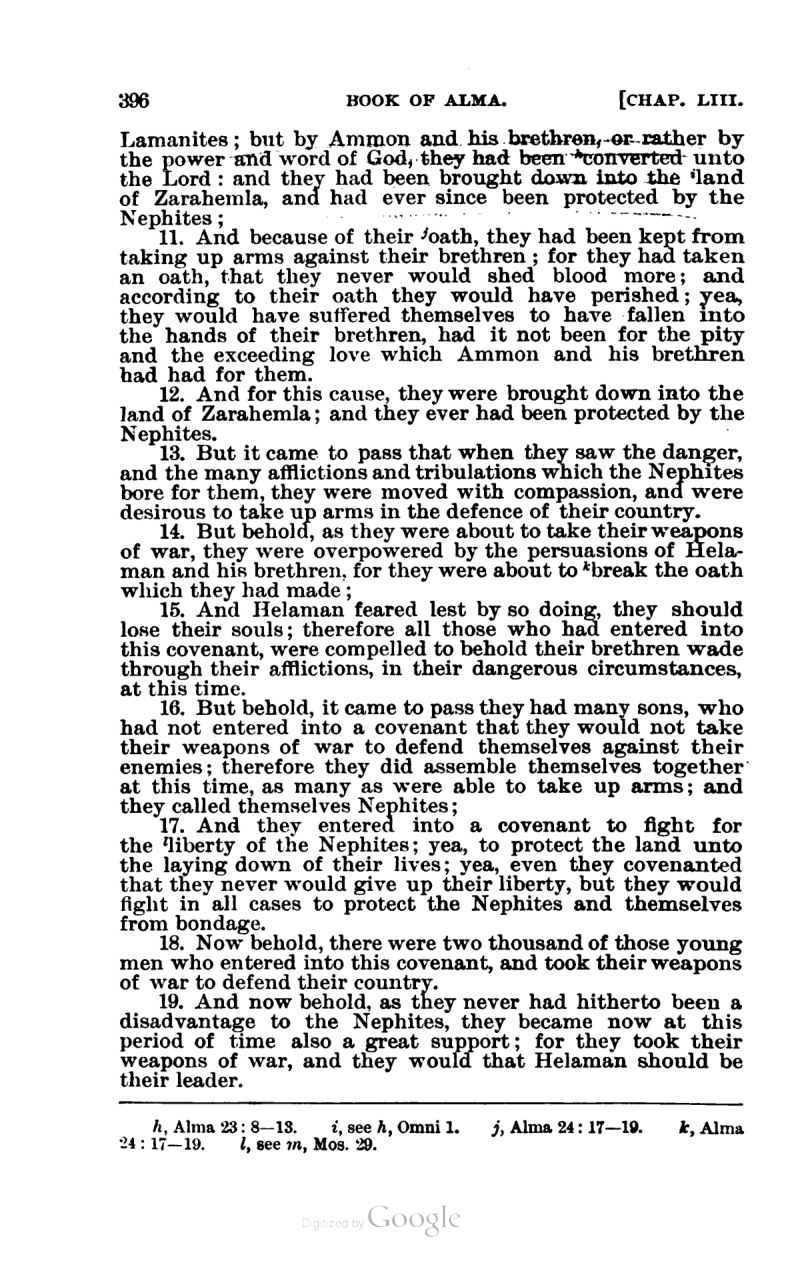 396 BOOK OF ALMA. [CHAP. LIII.
Lamanites; but by Ammon and his brethren, or rather by
the power and word of God, they had been ʰconverted unto
the Lord: and they had been brought down into the ⁱland
of Zarahemla, and had ever since been protected by the
Nephites;
11. And because of their ʲoath, they had been kept from
taking up arms against their brethren; for they had taken
an oath, that they never would shed blood more; and
according to their oath they would have perished; yea,
they would have suffered themselves to have fallen into
the hands of their brethren, had it not been for the pity
and the exceeding love which Ammon and his brethren
had had for them.
12. And for this cause, they were brought down into the
land of Zarahemla; and they ever had been protected by the
Nephites.
13. But it came to pass that when they saw the danger,
and the many afflictions and tribulations which the Nephites
bore for them, they were moved with compassion, and were
desirous to take up arms in the defence of their country.
14. But behold, as they were about to take their weapons
of war, they were overpowered by the persuasions of Hela-
man and his brethren, for they were about to ᵏbreak the oath
which they had made;
15. And Helaman feared lest by so doing, they should
lose their souls; therefore all those who had entered into
this covenant, were compelled to behold their brethren wade
through their afflictions, in their dangerous circumstances,
at this time.
16. But behold, it came to pass they had many sons, who
had not entered into a covenant that they would not take
their weapons of war to defend themselves against their
enemies; therefore they did assemble themselves together
at this time, as many as were able to take up arms; and
they called themselves Nephites;
17. And they entered into a covenant to fight for
the ˡliberty of the Nephites; yea, to protect the land unto
the laying down of their lives; yea, even they covenanted
that they never would give up their liberty, but they would
fight in all cases to protect the Nephites and themselves
from bondage.
18. Now behold, there were two thousand of those young
men who entered into this covenant, and took their weapons
of war to defend their country.
19. And now behold, as they never had hitherto been a
disadvantage to the Nephites, they became now at this
period of time also a great support; for they took their
weapons of war, and they would that Helaman should be
their leader.
h, Alma 23: 8—13. i, see h, Omni 1. j, Alma 24: 17—19. k, Alma
24: 17—19. l, see m, Mos. 29.
Digitized by Google